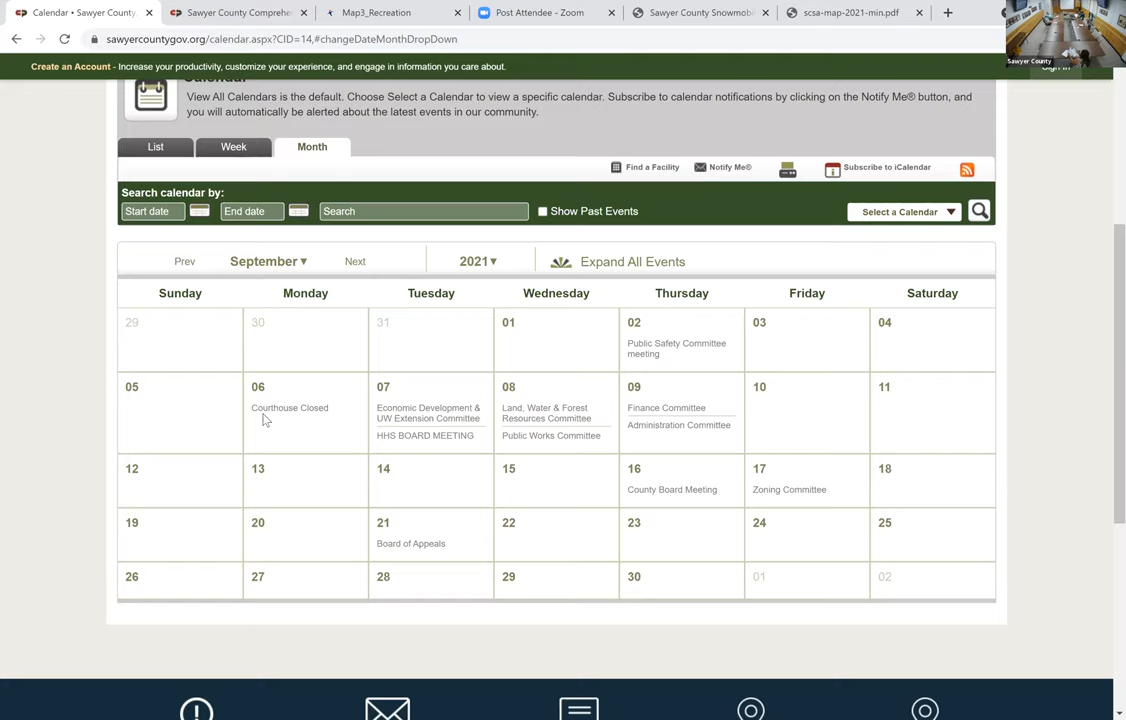 Calendar • Sawyer County,
Sawyer County Comprehe
Map3_Recreation
Post Attendee - Zoom
Sawyer County Snowmob
scsa-map-2021-min.pdf
sawyercountygov.org/calendar.aspx?CID=14,#changeDateMonthDropDown
Sawyer County
Create an Account - Increase your productivity, customize your experience, and engage in information you care about.
Sign In
Calendar
View All Calendars is the default. Choose Select a Calendar to view a specific calendar. Subscribe to calendar notifications by clicking on the Notify Me® button, and
you will automatically be alerted about the latest events in our community.
List Week Month
Find a Facility Notify Me® Subscribe to iCalendar
Search calendar by:
Start date End date Search Show Past Events Select a Calendar
Prev September Next 2021 Expand All Events
Sunday Monday Tuesday Wednesday Thursday Friday Saturday
29 30 31 01 02 03 04
Public Safety Committee
meeting
05 06 07 08 09 10 11
Courthouse Closed Economic Development & Land, Water & Forest Finance Committee
UW Extension Committee Resources Committee Administration Committee
HHS BOARD MEETING Public Works Committee
12 13 14 15 16 17 18
County Board Meeting Zoning Committee
19 20 21 22 23 24 25
Board of Appeals
26 27 28 29 30 01 02